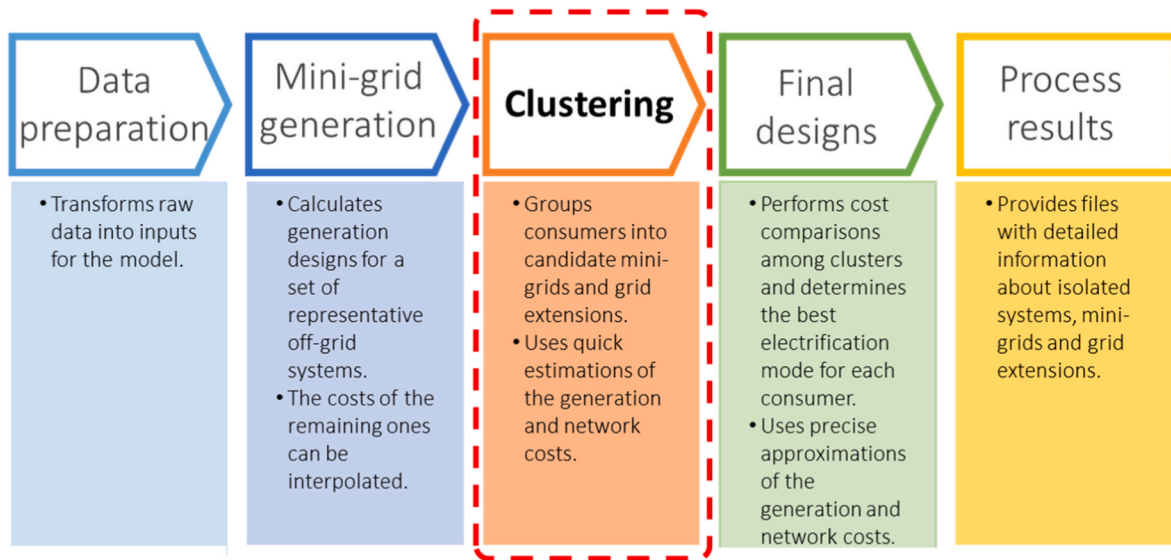 Data
preparation
• Transforms raw
data into inputs
for the model.
Mini-grid
generation
• Calculates
generation
designs for a
set of
representative
off-grid
systems.
• The costs of the
remaining ones
can be
interpolated.
Clustering
• Groups
consumers into
candidate mini-
grids and grid
extensions.
• Uses quick
estimations of
the generation
and network
costs.
Final
designs
• Performs cost
comparisons
among clusters
and determines
the best
electrification
mode for each
consumer.
• Uses precise
approximations
of the
generation and
network costs.
Process
results
• Provides files
with detailed
information
about isolated
systems, mini-
grids and grid
extensions.